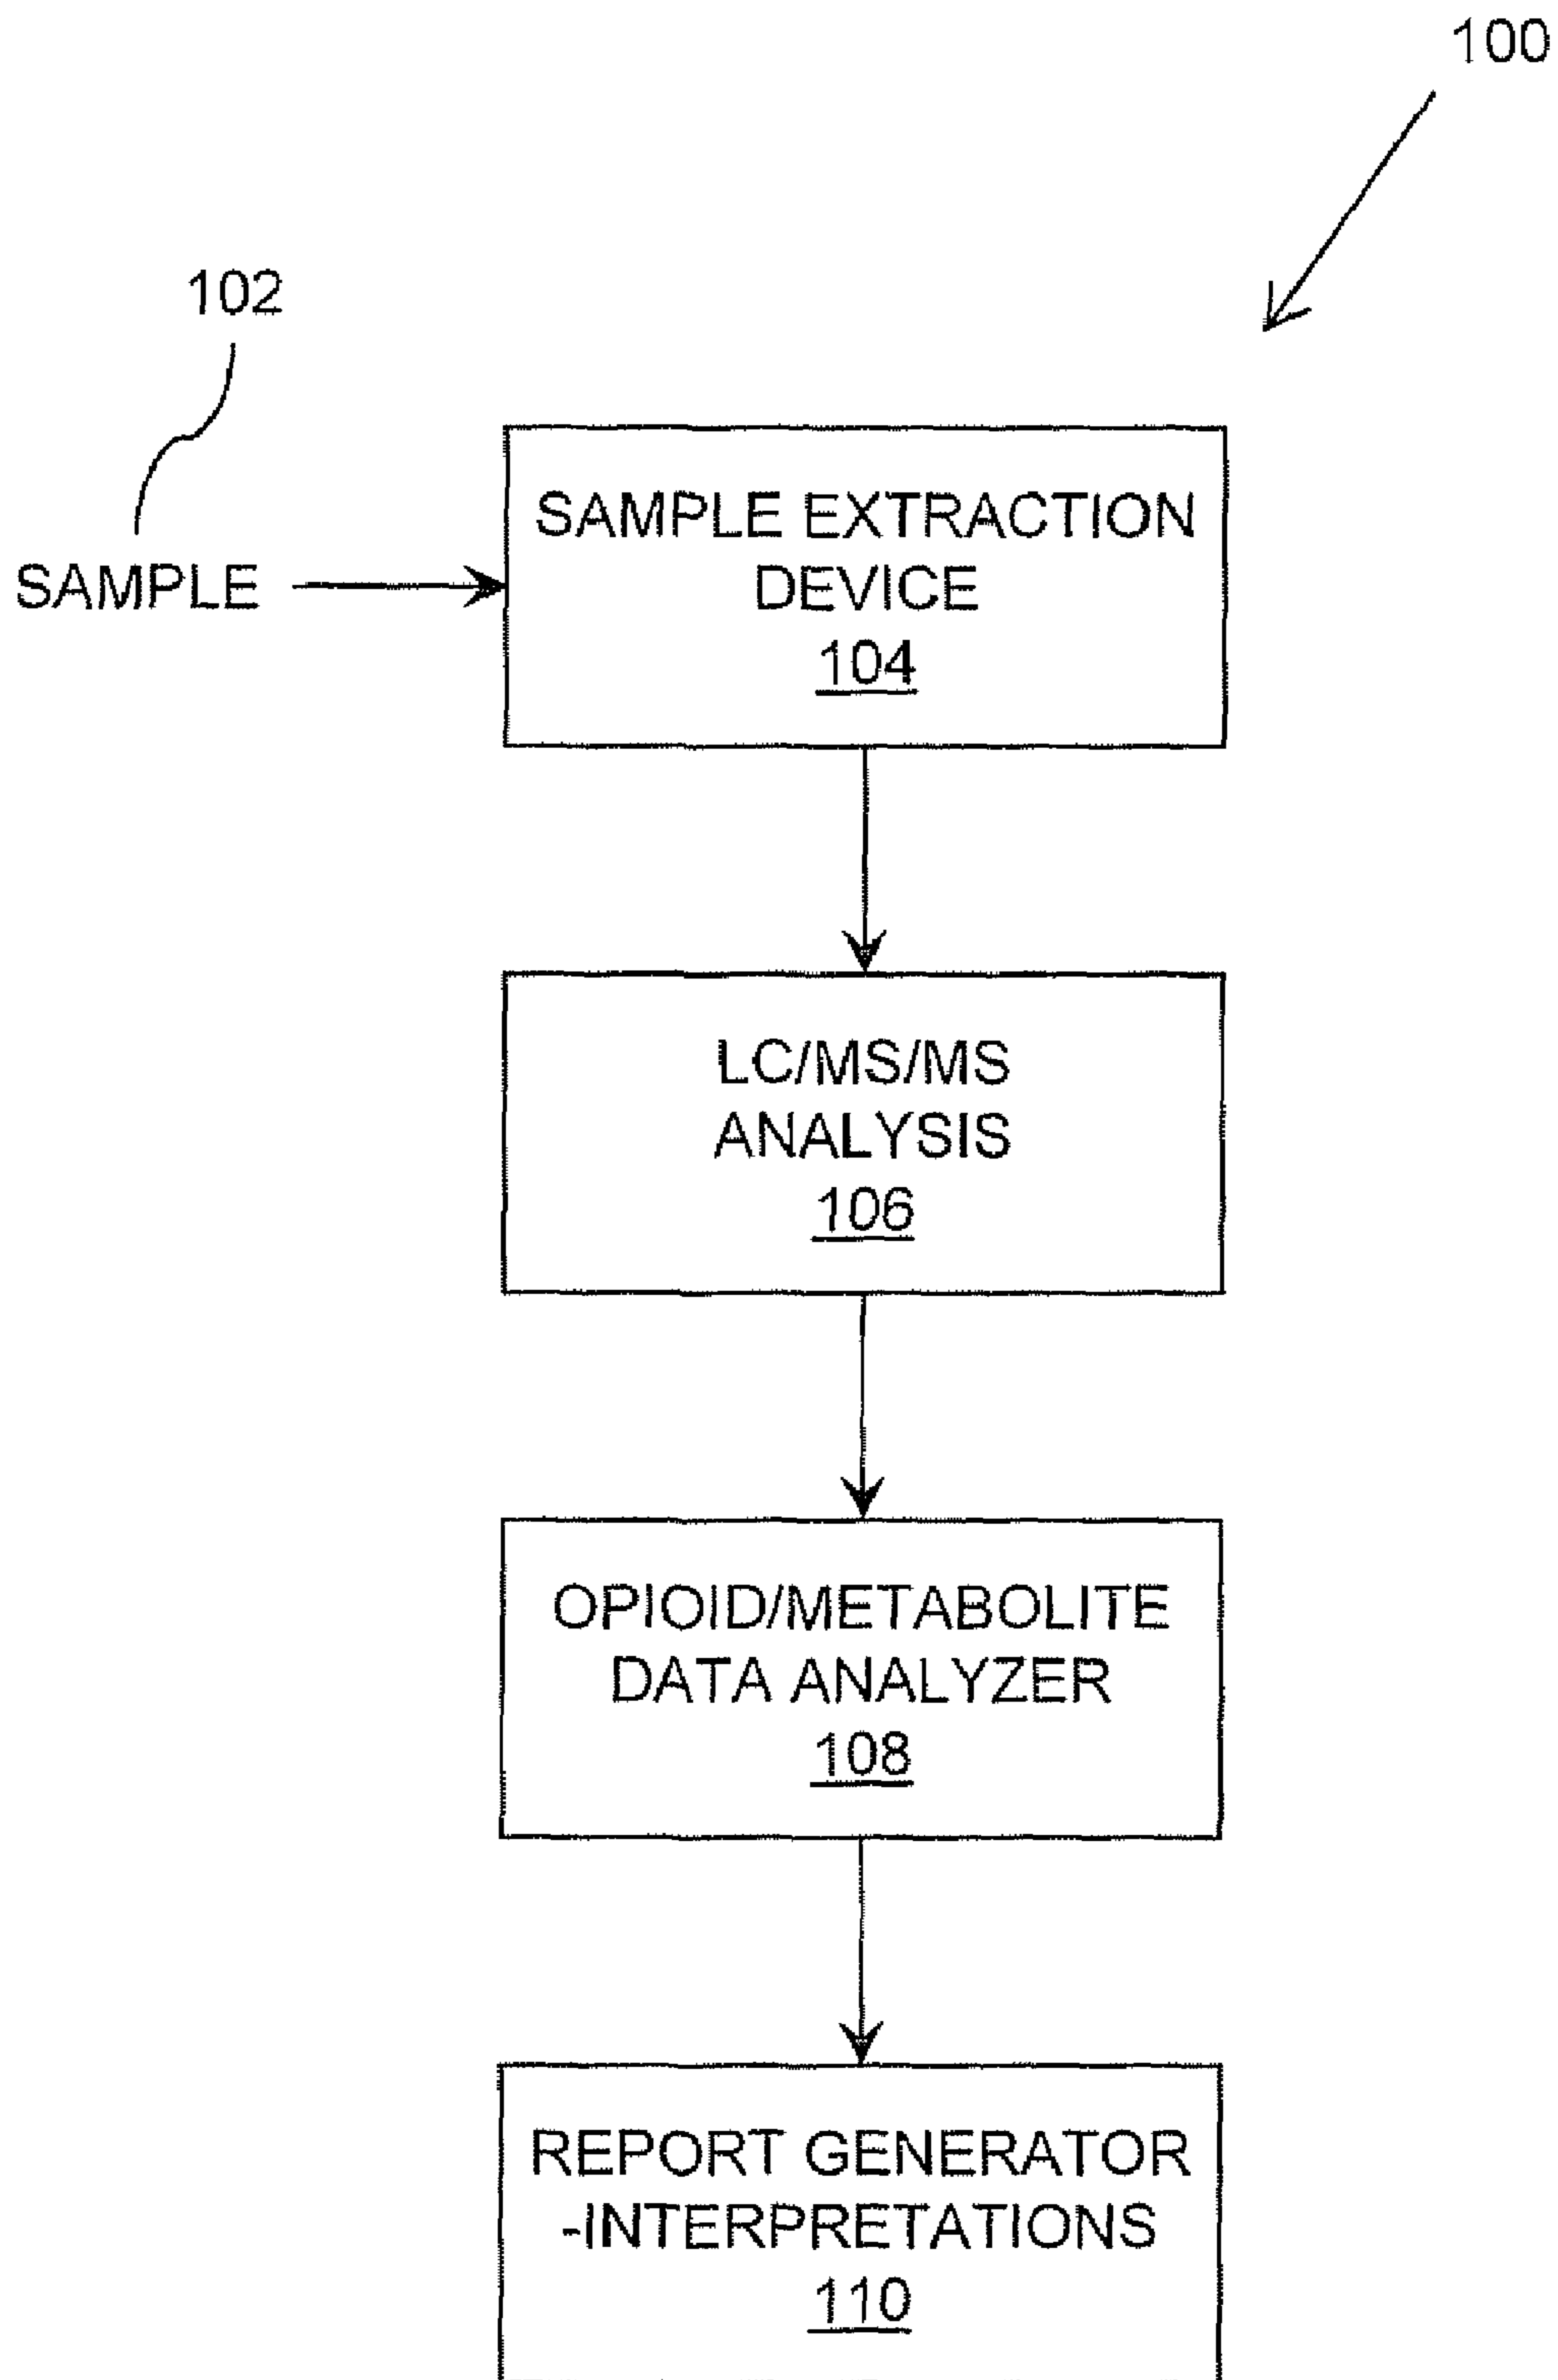 100
102
SAMPLE
SAMPLE EXTRACTION
DEVICE
104
LC/MS/MS
ANALYSIS
106
OPIOID/METABOLITE
DATA ANALYZER
108
REPORT GENERATOR
-INTERPRETATIONS
110